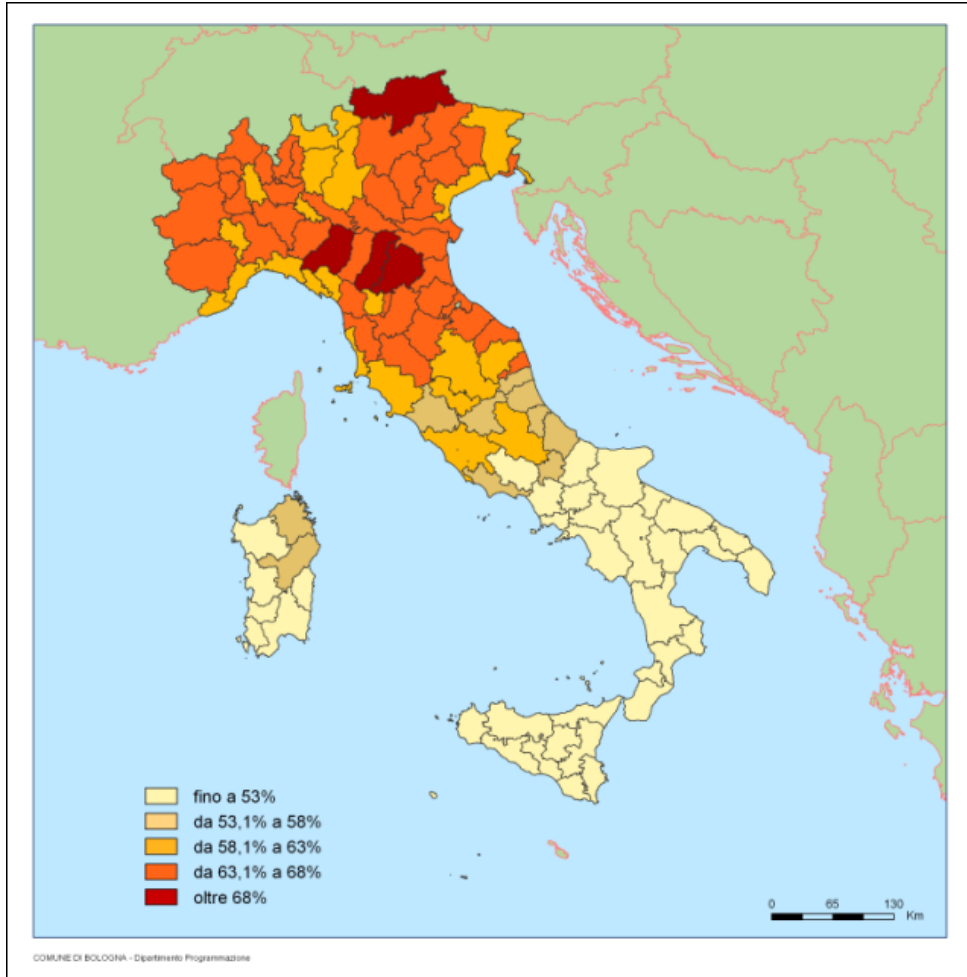 fino a 53%
da 53,1% a 58%
da 58,1% a 63%
da 63,1% a 68%
oltre 68%
0 65 130
Km
COMUNE DI BOLOGNA - Dipartimento Programmazione